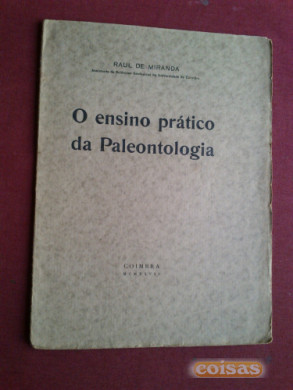 RAUL DE MIRANDA
O ensino prático
da Paleontologia
COIMBRA
coisas